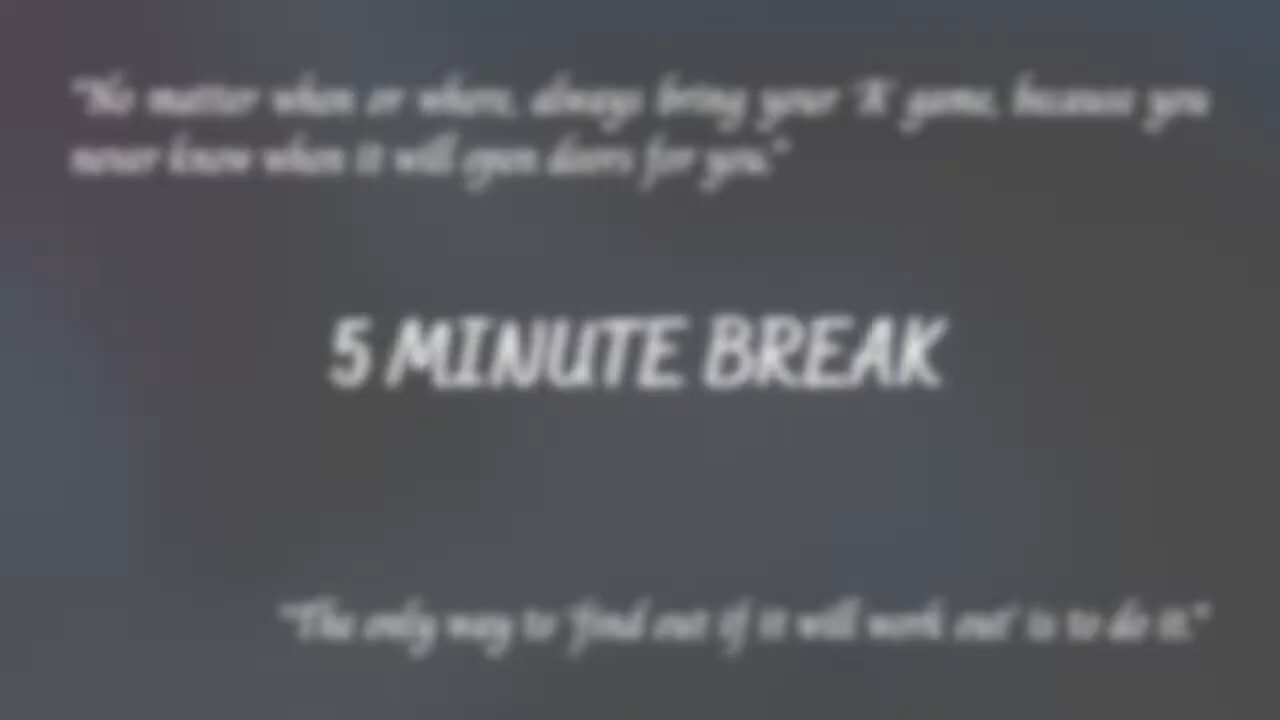 "No matter when or where, always bring your 'A' game, because you
never know when it will open doors for you."
5 MINUTE BREAK
"The only way to 'find out if it will work out' is to do it."